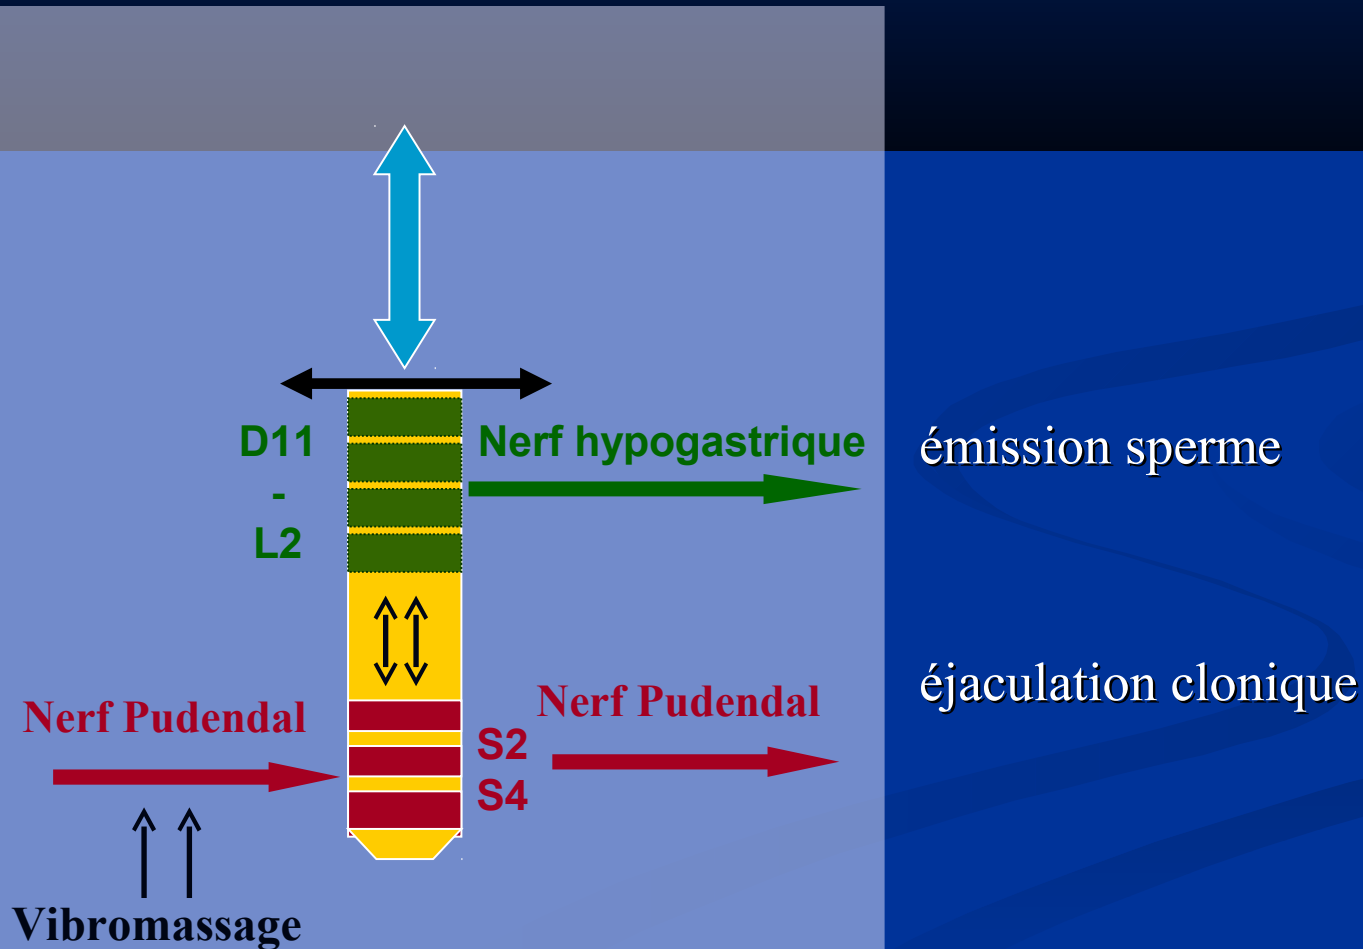 D11
-
L2
Nerf hypogastrique
émission sperme
éjaculation clonique
Nerf Pudendal
Nerf Pudendal
S2
S4
Vibromassage